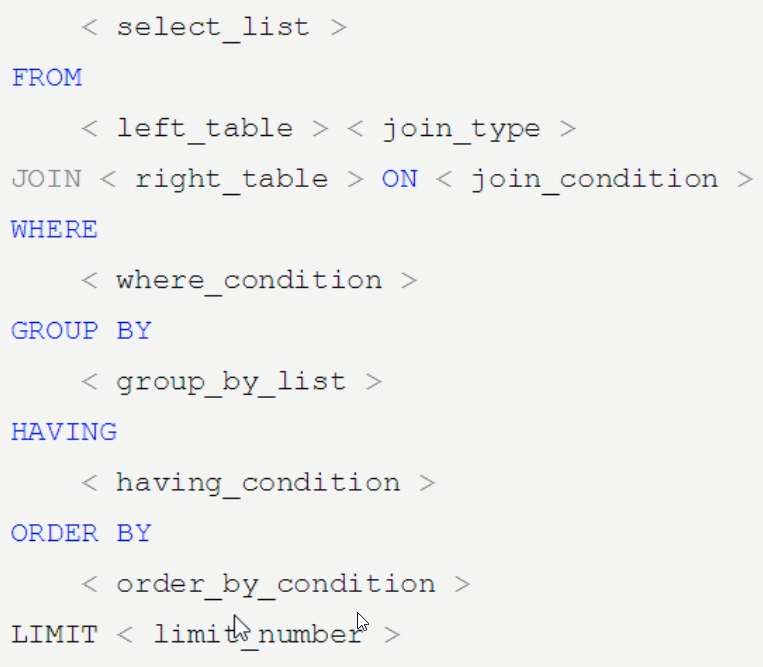 < select_list >
FROM
< left_table > < join_type >
JOIN < right_table > ON < join_condition >
WHERE
< where_condition >
GROUP BY
< group_by_list >
HAVING
< having_condition >
ORDER BY
< order_by_condition >
LIMIT < limit_number >